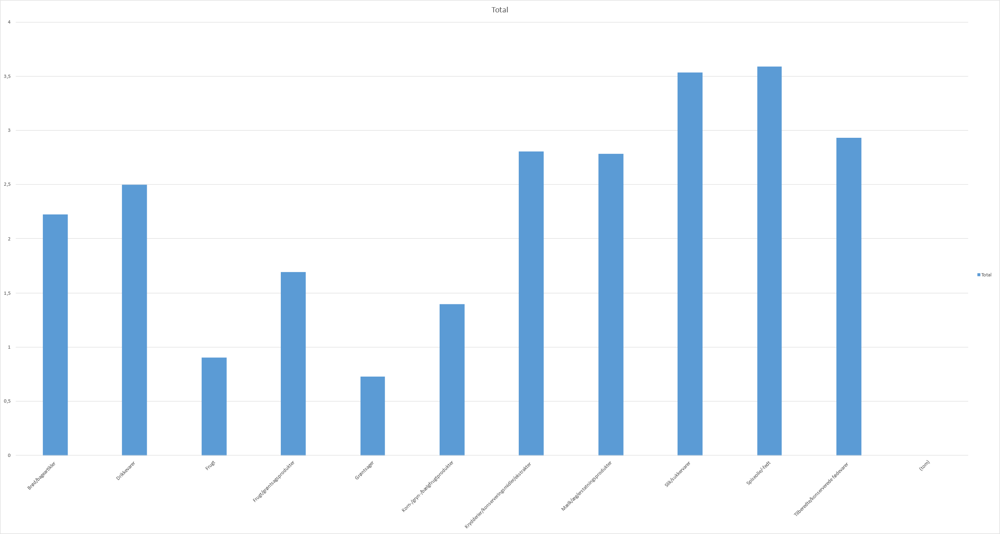 Total
4
3,5
3
2,5
2
1,5
1
0,5
0
Brød/bageartikler
Drikkevarer
Frugt
Frugt/grøntsagsprodukter
Grøntsager
Korn-/gryn-/bælgfrugtprodukter
Krydderier/konserveringsmidler/ekstrakter
Mælk/æg/erstatningsprodukter
Slik/sukkervarer
Spiseolie/-fedt
Tilberedte/konserverede fødevarer
(tom)
Total